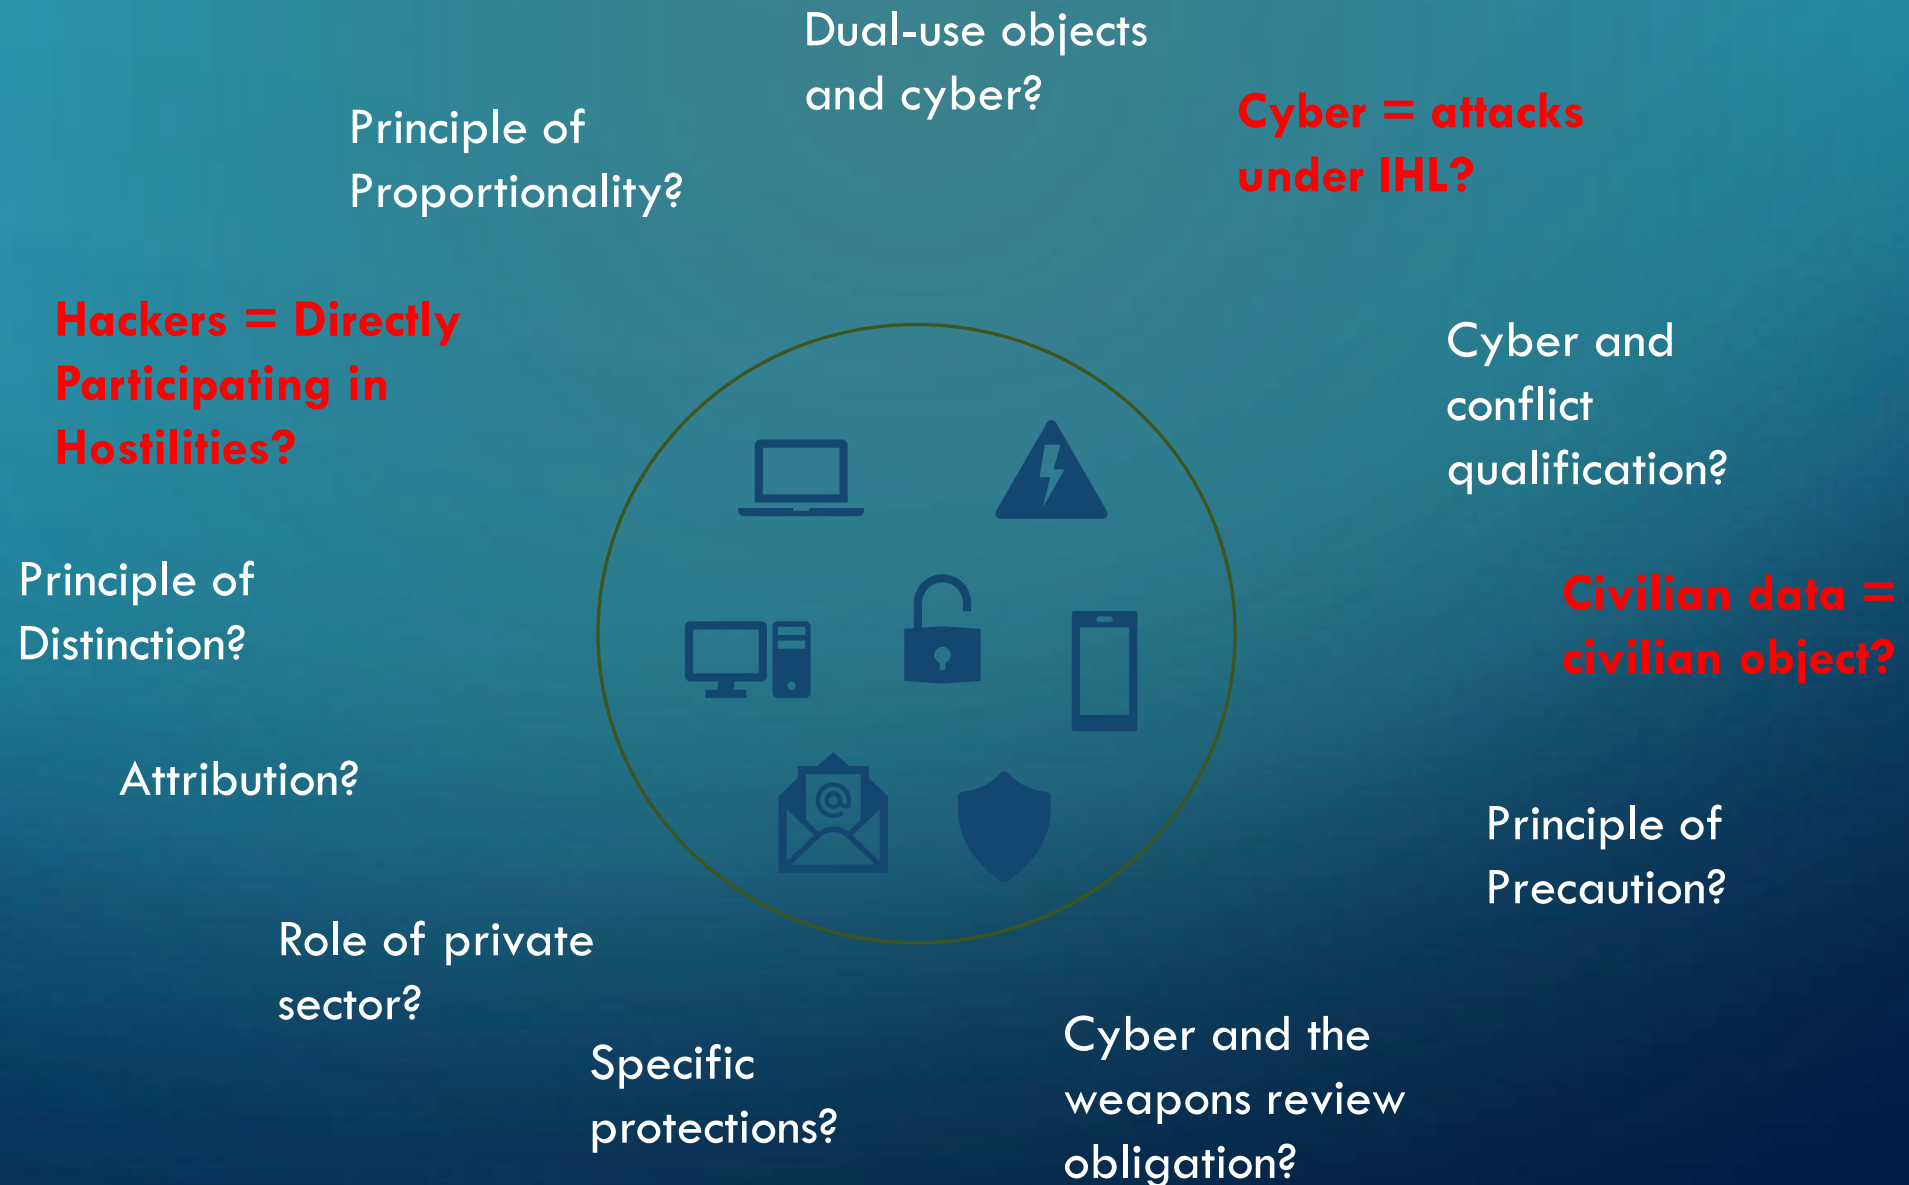 Dual-use objects
and cyber?
Cyber = attacks
under IHL?
Principle of
Proportionality?
Hackers = Directly
Participating in
Hostilities?
Cyber and
conflict
qualification?
Principle of
Distinction?
Civilian data =
civilian object?
Attribution?
@
Principle of
Precaution?
Role of private
sector?
Specific
protections?
Cyber and the
weapons review
obligation?